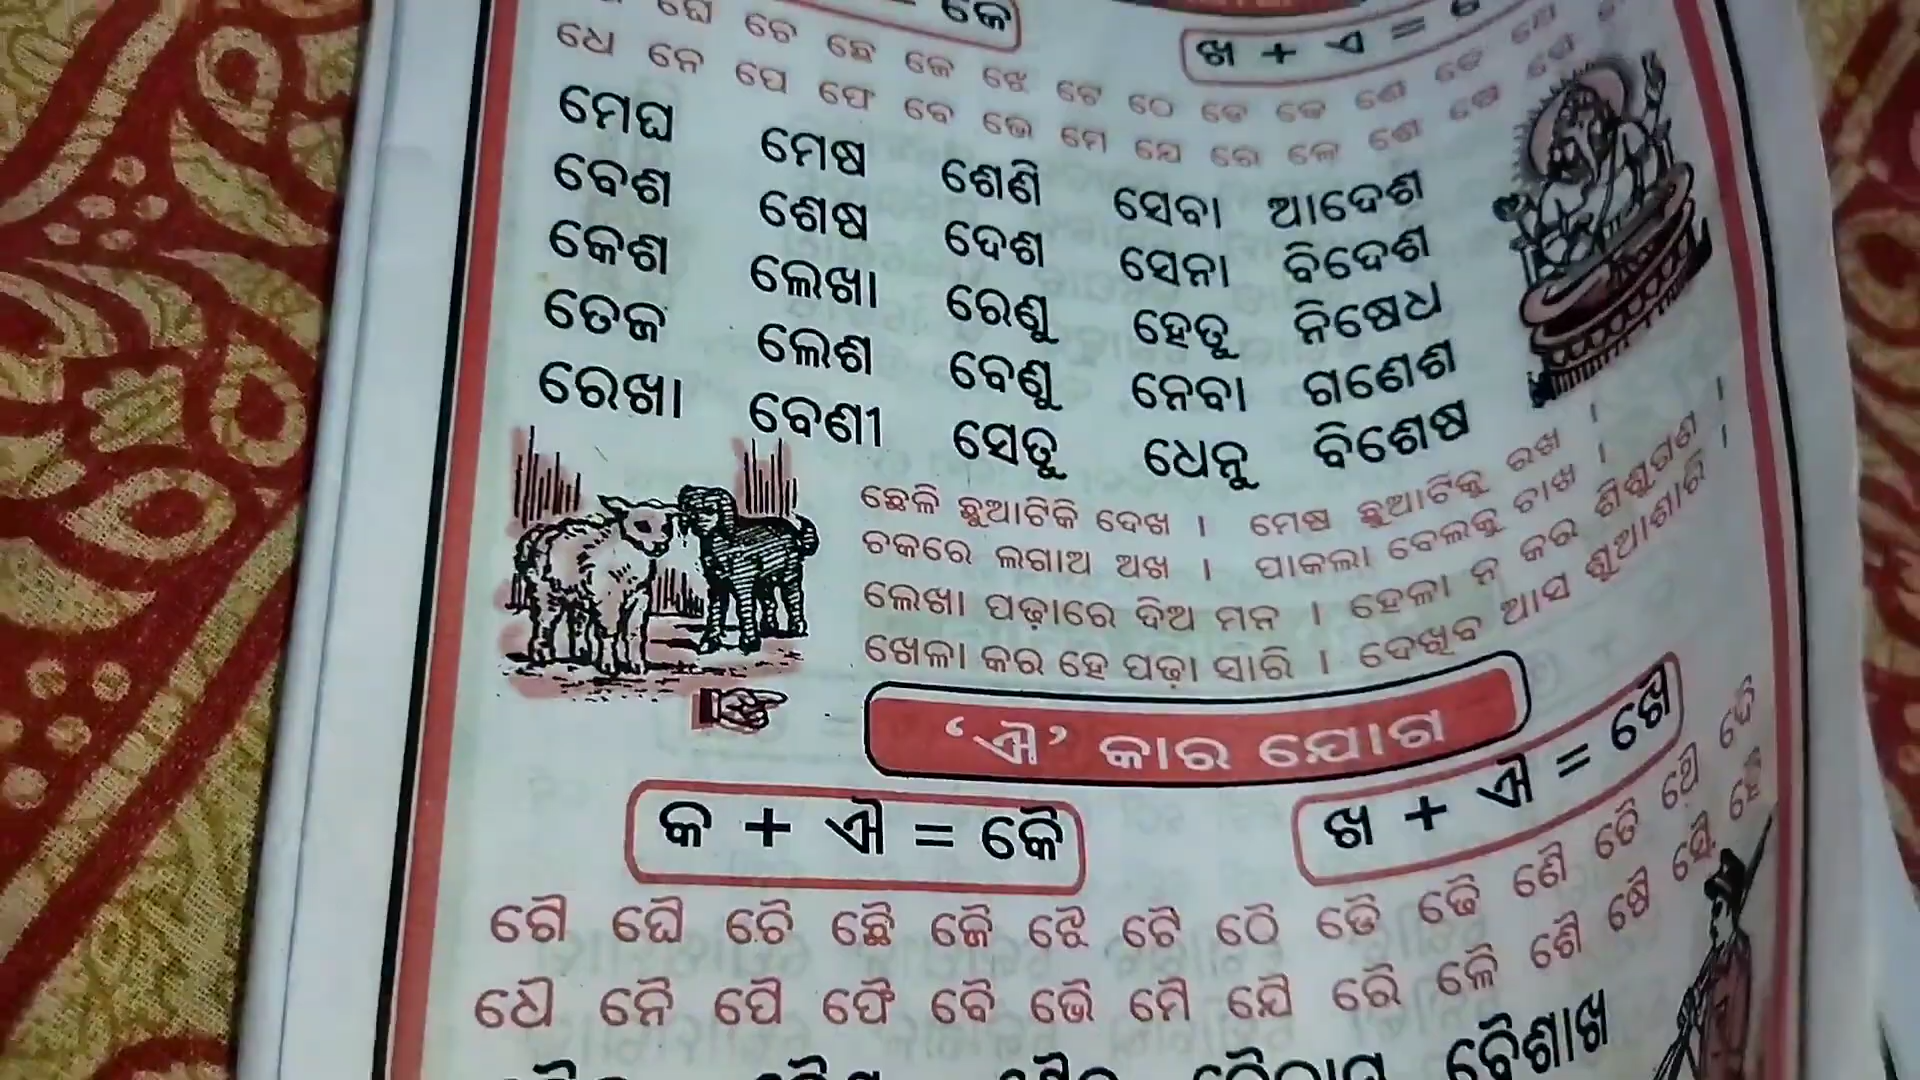 କେ
ଖ + ଏ =
ଘେ ଚେ ଛେ ଜେ ଝେ ଟେ ଠେ ଡେ ଢେ ଣେ ତେ ଥେ
ଧେ ନେ ପେ ଫେ ବେ ଭେ ମେ ଯେ ରେ ଳେ ଶେ ଷେ ସେ
ମେଘ ମେଷ ଶେଣି ସେବା ଆଦେଶ
ବେଶ ଶେଷ ଦେଶ ସେନା ବିଦେଶ
କେଶ ଲେଖା ରେଣୁ ହେତୁ ନିଷେଧ
ତେଜ ଲେଶ ବେଣୁ ନେବା ଗଣେଶ
ରେଖା ବେଣୀ ସେତୁ ଧେନୁ ବିଶେଷ
ଛେଳି ଛୁଆଟିକି ଦେଖ । ମେଷ ଛୁଆଟିକୁ ରଖ ।
ଚକରେ ଲଗାଅ ଅଖ । ପାକଲା ବେଲକୁ ଚାଖ ।
ଲେଖା ପଢ଼ାରେ ଦିଅ ମନ । ହେଳା ନ କର ଶିଶୁଗଣ ।
ଖେଳା କର ହେ ପଢ଼ା ସାରି । ଦେଖିବ ଆସ ଶୁଆଶାରି ।
‘ଐ’ କାର ଯୋଗ
କ + ଐ = କୈ
ଖ + ଐ = ଖୈ
ଗୈ ଘୈ ଚୈ ଛୈ ଜୈ ଝୈ ଟୈ ଠୈ ଡୈ ଢୈ ଣୈ ତୈ ଥୈ ଦୈ
ଧୈ ନୈ ପୈ ଫୈ ବୈ ଭୈ ମୈ ଯୈ ରୈ ଳୈ ଶୈ ଷୈ ସୈ ହୈ
ବୈଶାଖ